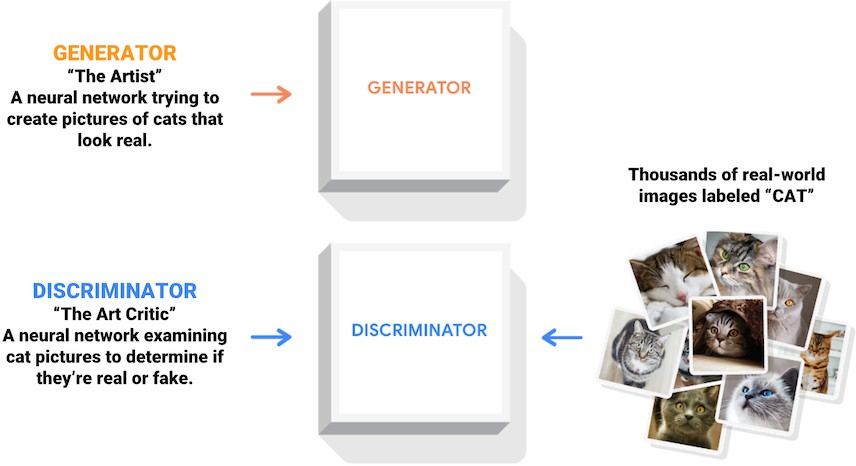 GENERATOR
“The Artist”
A neural network trying to
create pictures of cats that
look real.
GENERATOR
Thousands of real-world
images labeled “CAT”
DISCRIMINATOR
“The Art Critic”
A neural network examining
cat pictures to determine if
they’re real or fake.
DISCRIMINATOR